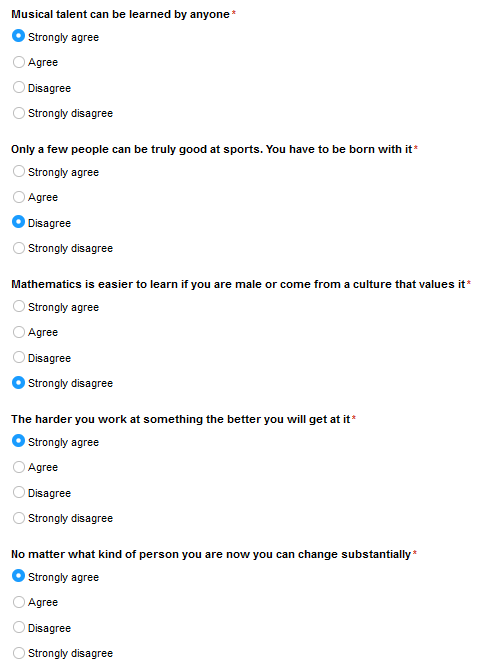 Musical talent can be learned by anyone*
Strongly agree
Agree
Disagree
Strongly disagree
Only a few people can be truly good at sports. You have to be born with it*
Strongly agree
Agree
Disagree
Strongly disagree
Mathematics is easier to learn if you are male or come from a culture that values it*
Strongly agree
Agree
Disagree
Strongly disagree
The harder you work at something the better you will get at it*
Strongly agree
Agree
Disagree
Strongly disagree
No matter what kind of person you are now you can change substantially*
Strongly agree
Agree
Disagree
Strongly disagree